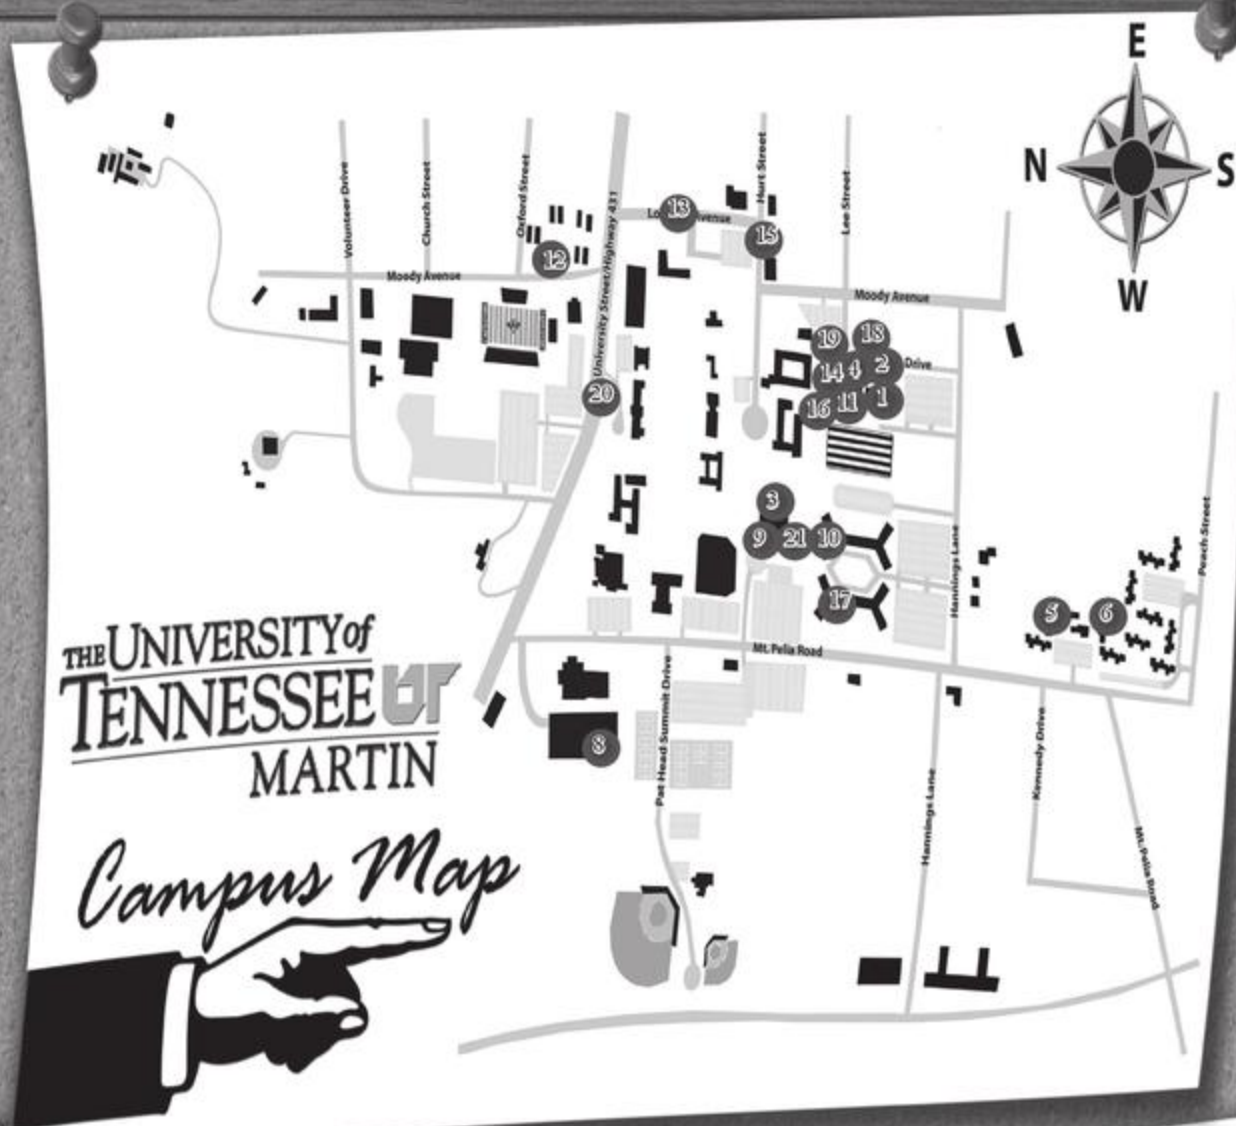 E
N
S
W
Volunteer Drive
Church Street
Oxford Street
University Street/Highway 431
Hurt Street
Lee Street
13
Avenue
15
12
Moody Avenue
Moody Avenue
19
18
14
4
2
Drive
20
16
11
1
3
9
21
10
Hannings Lane
Peach Street
17
5
6
Mt. Pelia Road
THE UNIVERSITY of
TENNESSEE UT
MARTIN
8
Pat Head Summit Drive
Kennedy Drive
Hannings Lane
Mt. Pelia Road
Campus Map